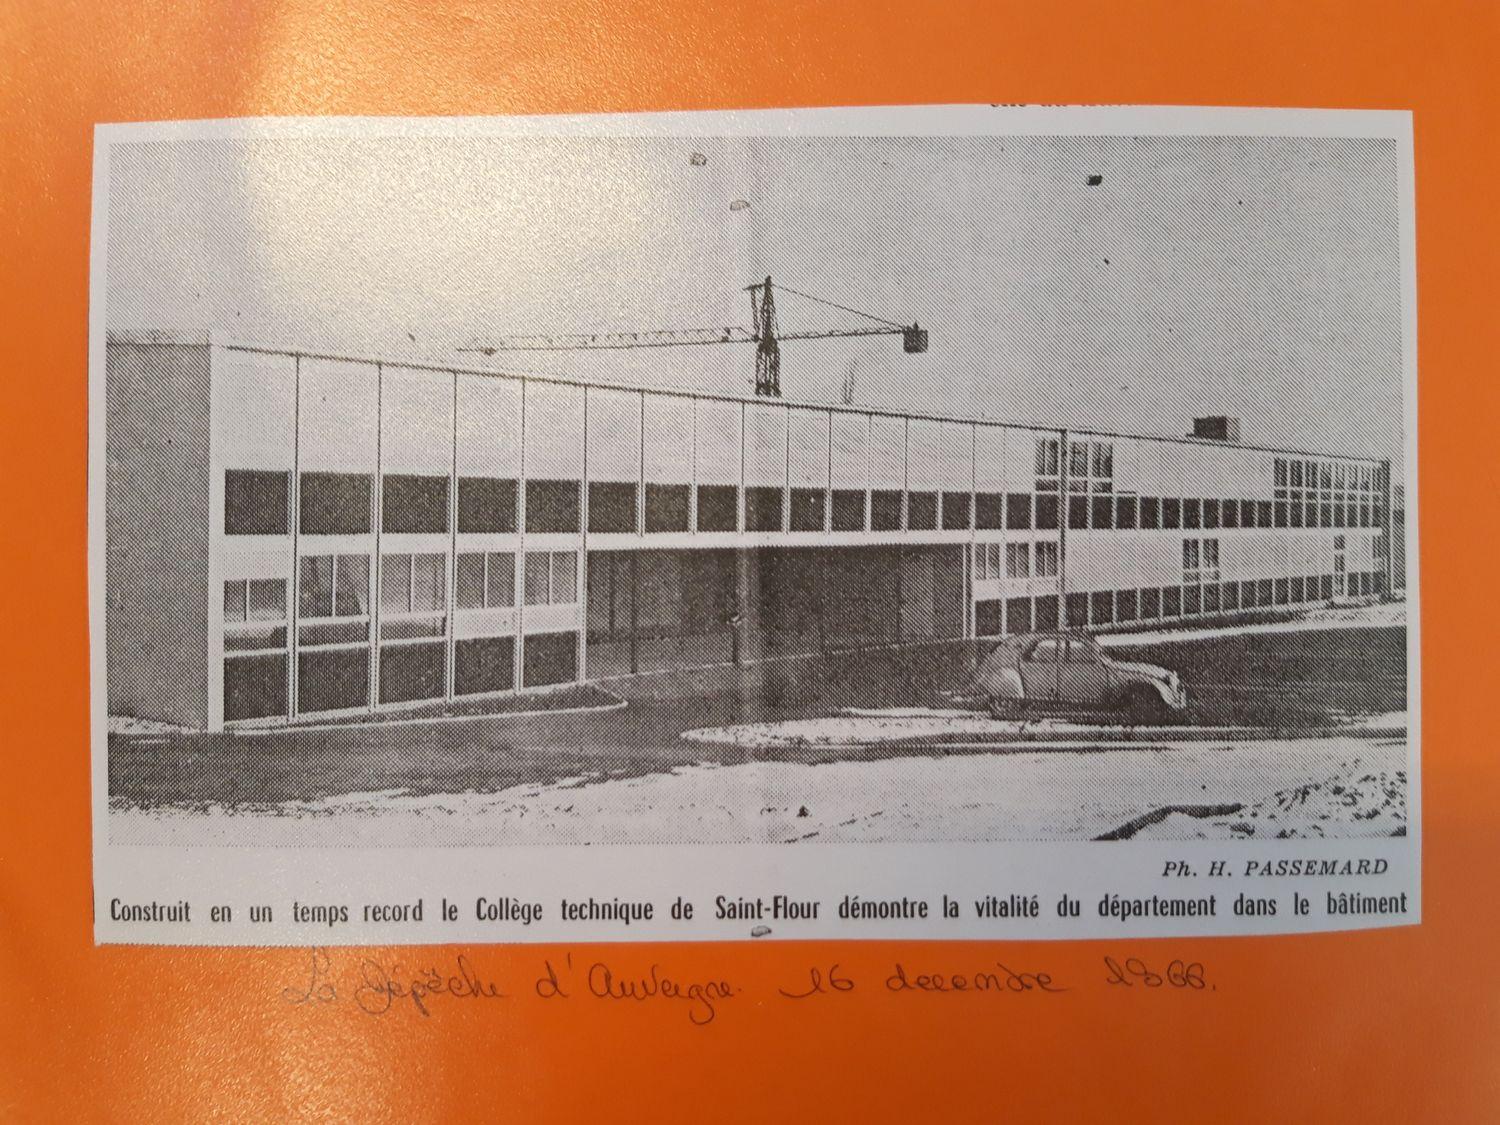 Ph. H. PASSEMARD
Construit en un temps record le Collège technique de Saint-Flour démontre la vitalité du département dans le bâtiment
La Dépêche d'Auvergne. 16 decembre 1966.